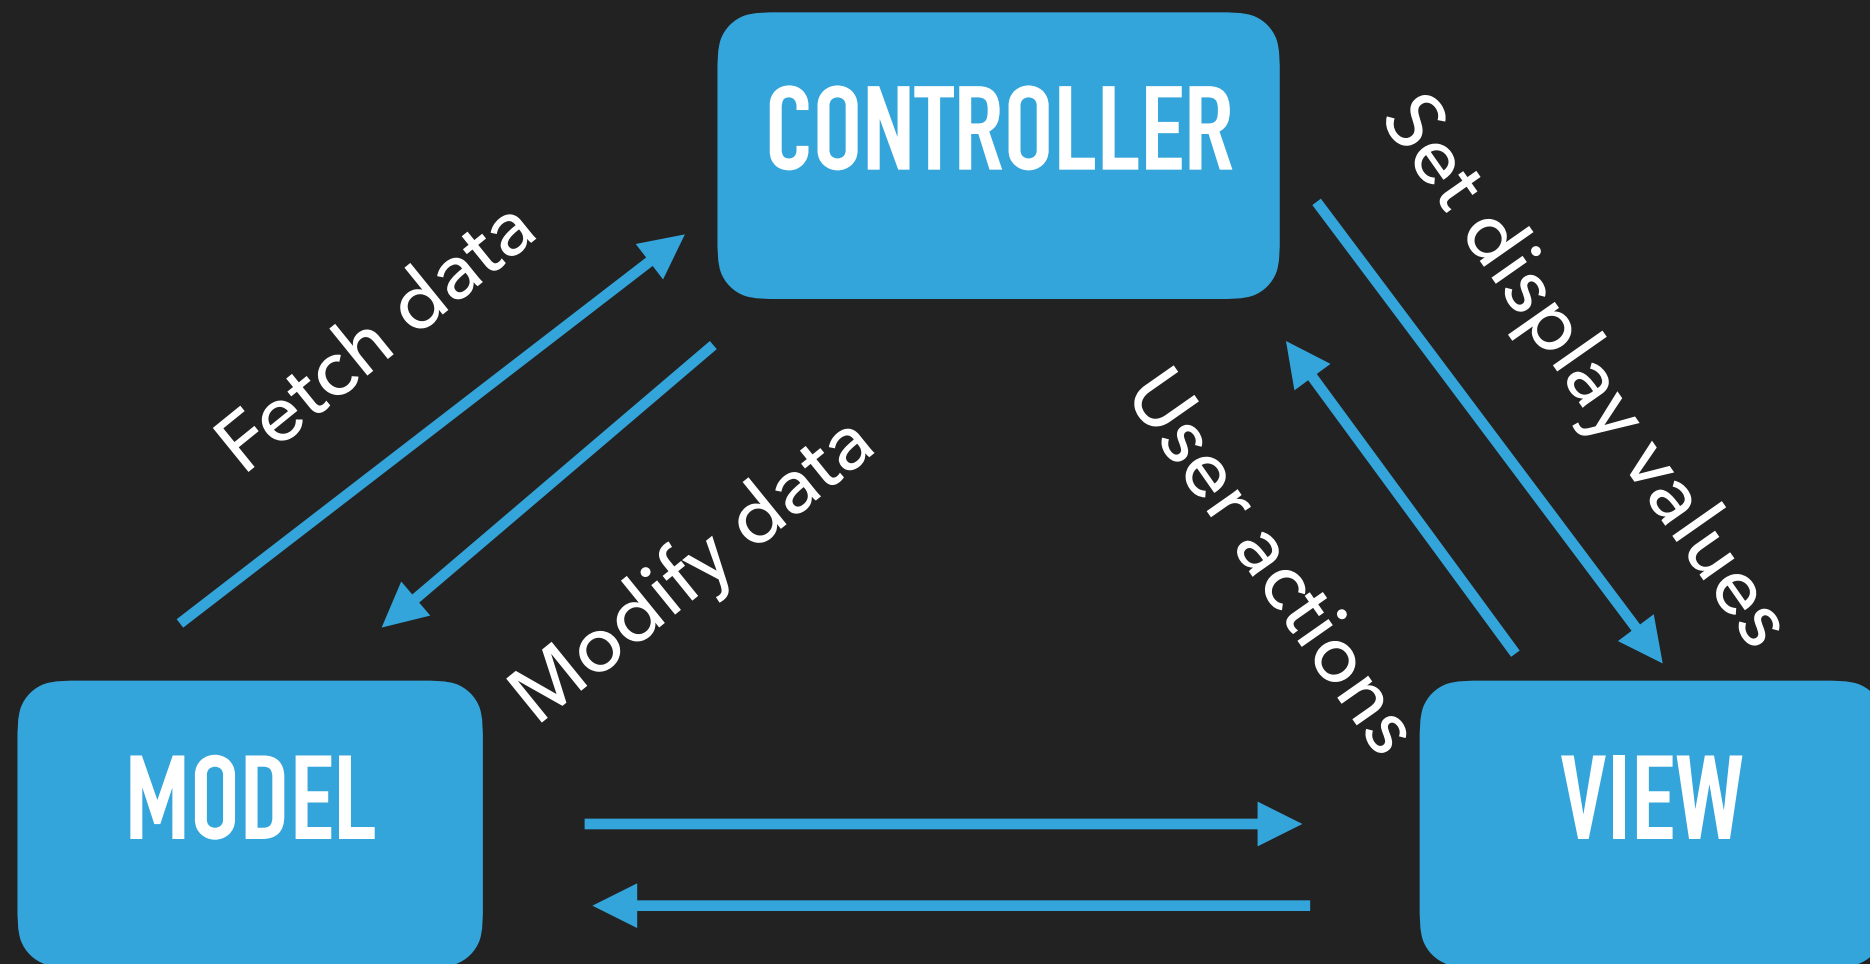 CONTROLLER
Set display values
Fetch data
User actions
Modify data
MODEL
VIEW